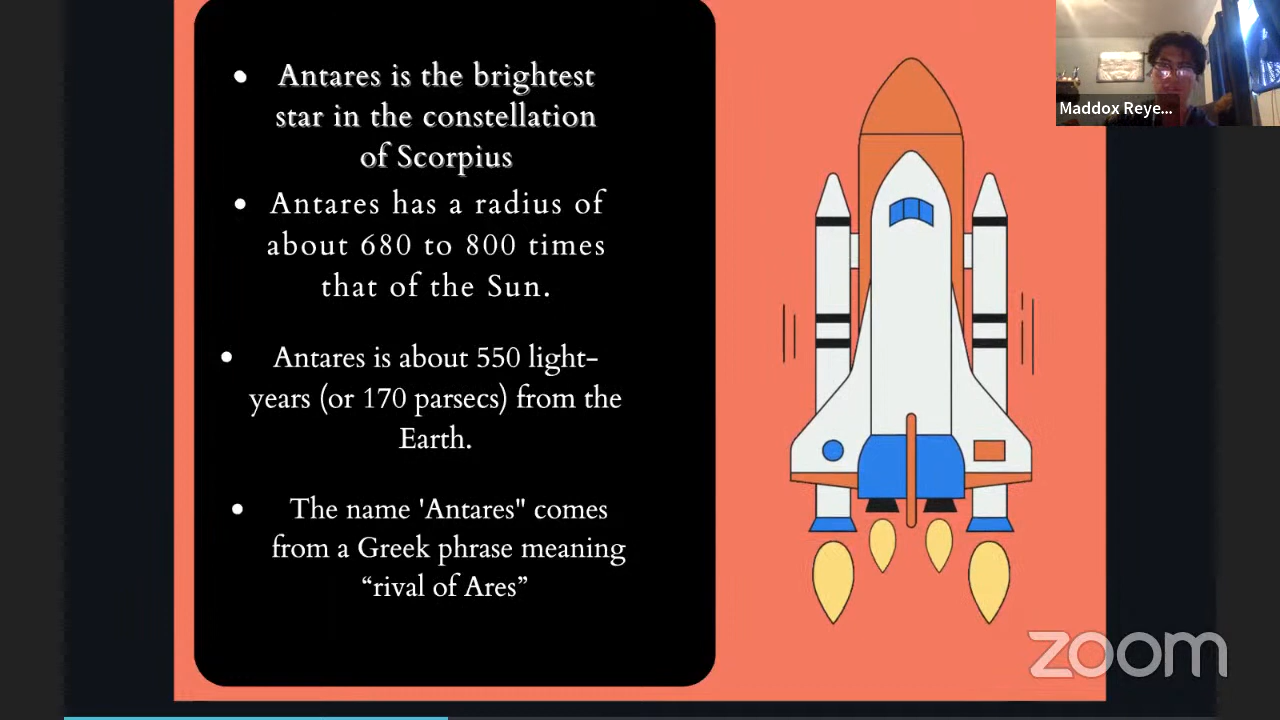 Antares is the brightest
star in the constellation
of Scorpius
Antares has a radius of
about 680 to 800 times
that of the Sun.
Antares is about 550 light-
years (or 170 parsecs) from the
Earth.
The name 'Antares" comes
from a Greek phrase meaning
“rival of Ares”
Maddox Reye...
zoom